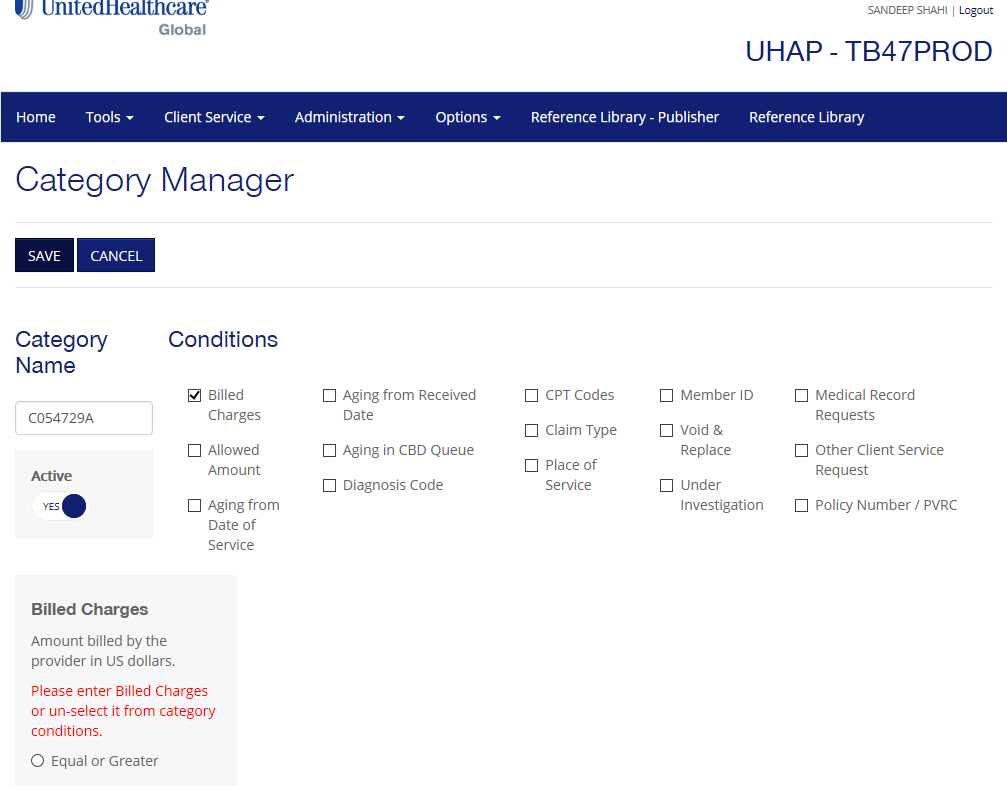 UnitedHealthcare®
Global
SANDEEP SHAHI | Logout
UHAP - TB47PROD
Home Tools Client Service Administration Options Reference Library - Publisher Reference Library
Category Manager
SAVE CANCEL
Category
Name
C054729A
Active
YES
Conditions
Billed
Charges
Allowed
Amount
Aging from
Date of
Service
Aging from Received
Date
Aging in CBD Queue
Diagnosis Code
CPT Codes
Claim Type
Place of
Service
Member ID
Void &
Replace
Under
Investigation
Medical Record
Requests
Other Client Service
Request
Policy Number / PVRC
Billed Charges
Amount billed by the
provider in US dollars.
Please enter Billed Charges
or un-select it from category
conditions.
Equal or Greater